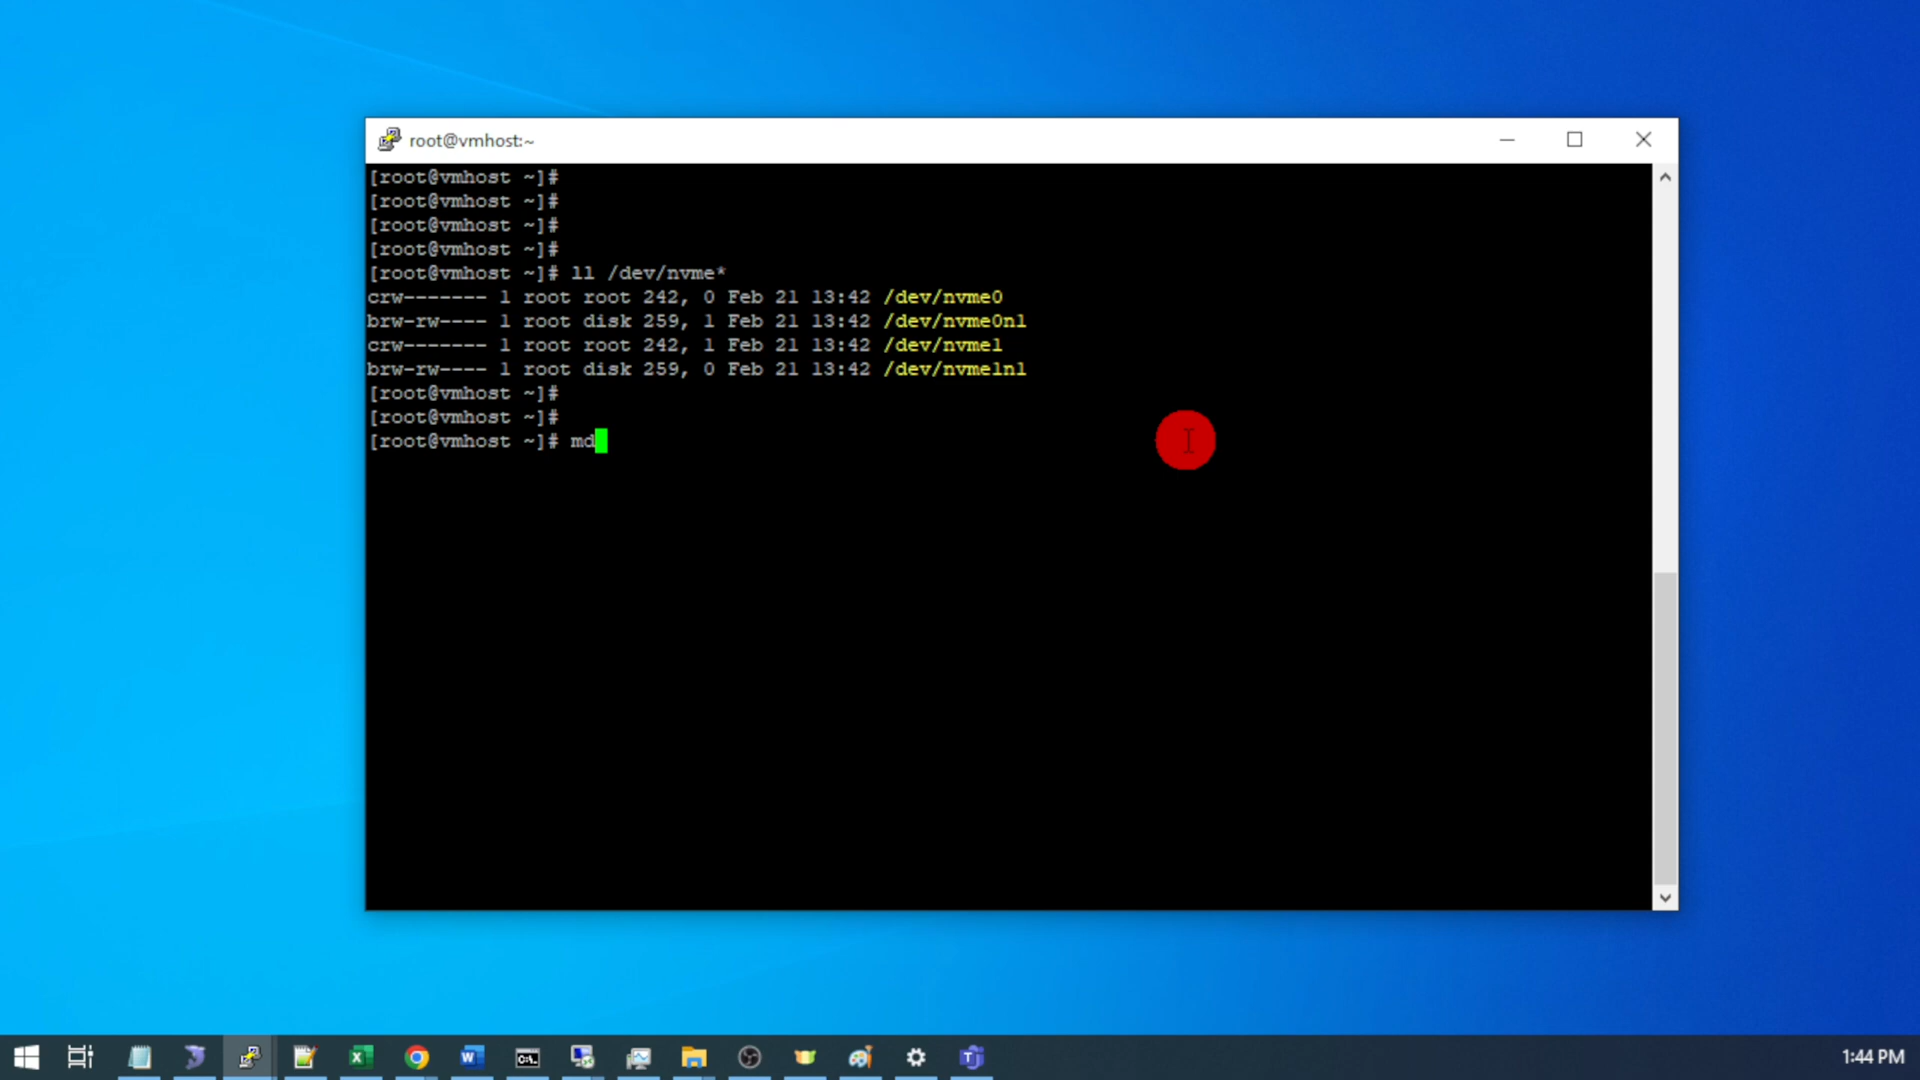 root@vmhost:~
[root@vmhost ~]#
[root@vmhost ~]#
[root@vmhost ~]#
[root@vmhost ~]#
[root@vmhost ~]# ll /dev/nvme*
crw------- 1 root root 242, 0 Feb 21 13:42 /dev/nvme0
brw-rw---- 1 root disk 259, 1 Feb 21 13:42 /dev/nvme0n1
crw------- 1 root root 242, 1 Feb 21 13:42 /dev/nvme1
brw-rw---- 1 root disk 259, 0 Feb 21 13:42 /dev/nvme1n1
[root@vmhost ~]#
[root@vmhost ~]#
[root@vmhost ~]# md
1:44 PM